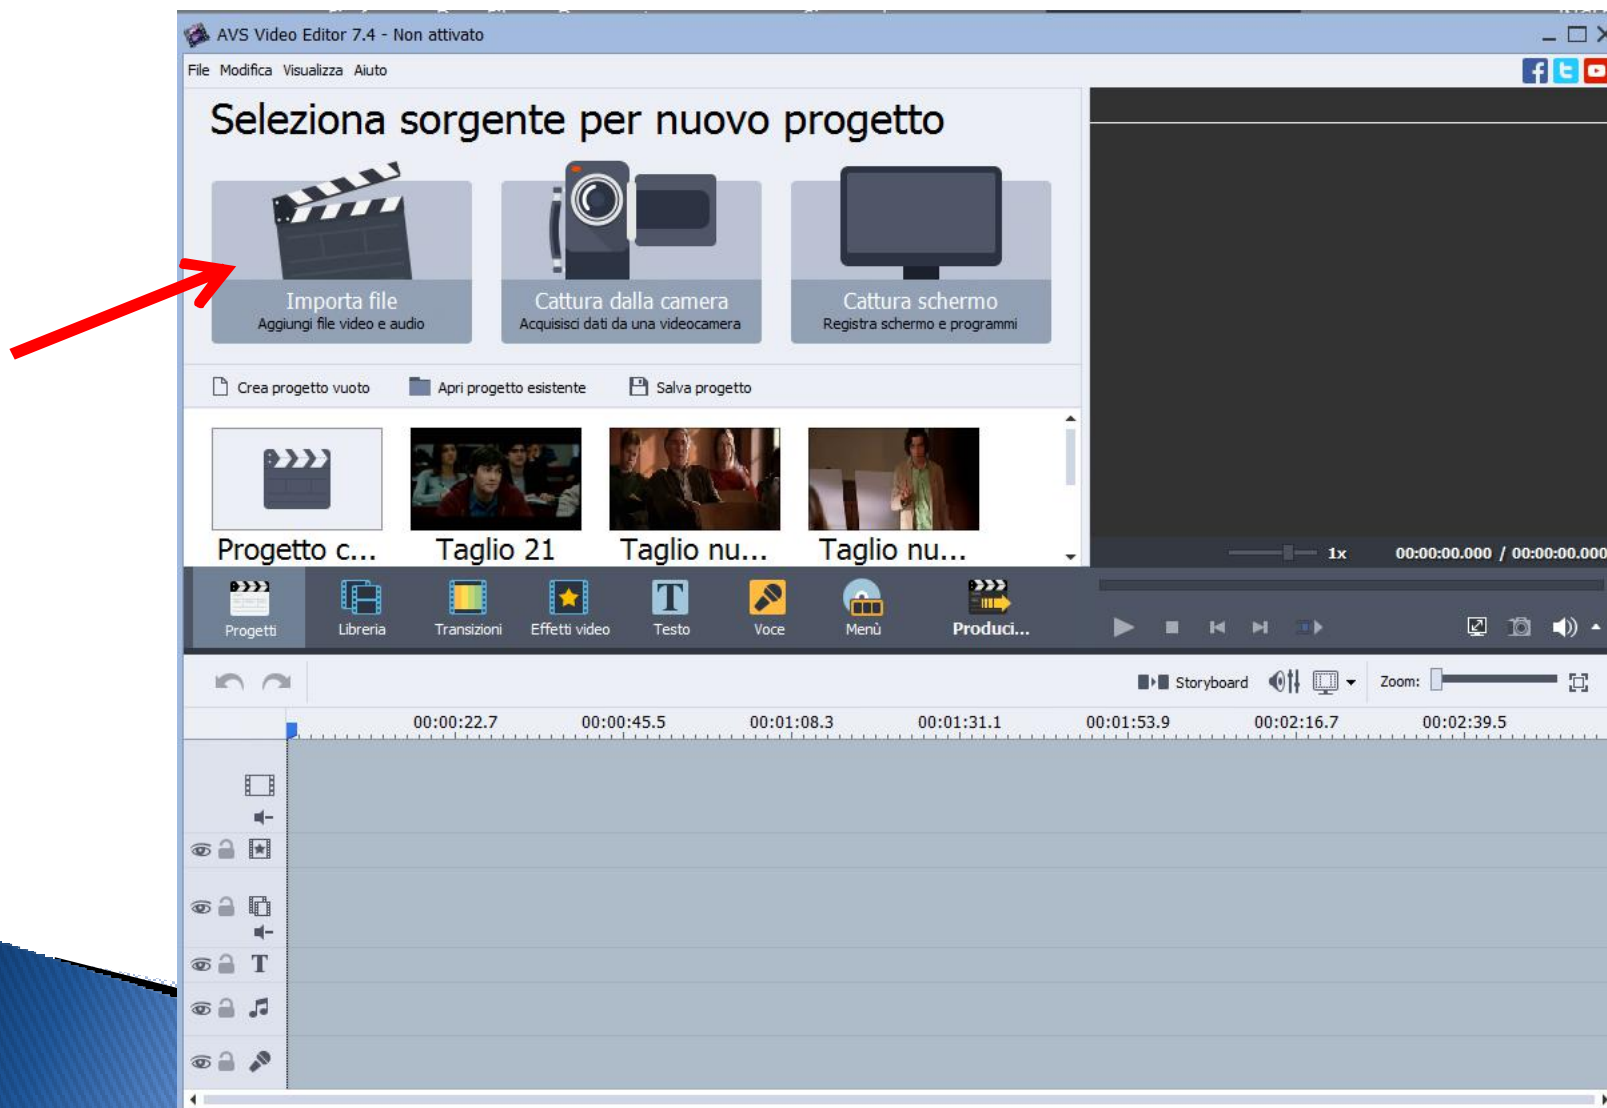 AVS Video Editor 7.4 - Non attivato
File Modifica Visualizza Aiuto
Seleziona sorgente per nuovo progetto
Importa file
Aggiungi file video e audio
Cattura dalla camera
Acquisisci dati da una videocamera
Cattura schermo
Registra schermo e programmi
Crea progetto vuoto Apri progetto esistente Salva progetto
Progetto c... Taglio 21 Taglio nu... Taglio nu...
1x 00:00:00.000 / 00:00:00.000
Progetti Libreria Transizioni Effetti video Testo Voce Menù Produci...
Storyboard Zoom:
00:00:22.7 00:00:45.5 00:01:08.3 00:01:31.1 00:01:53.9 00:02:16.7 00:02:39.5